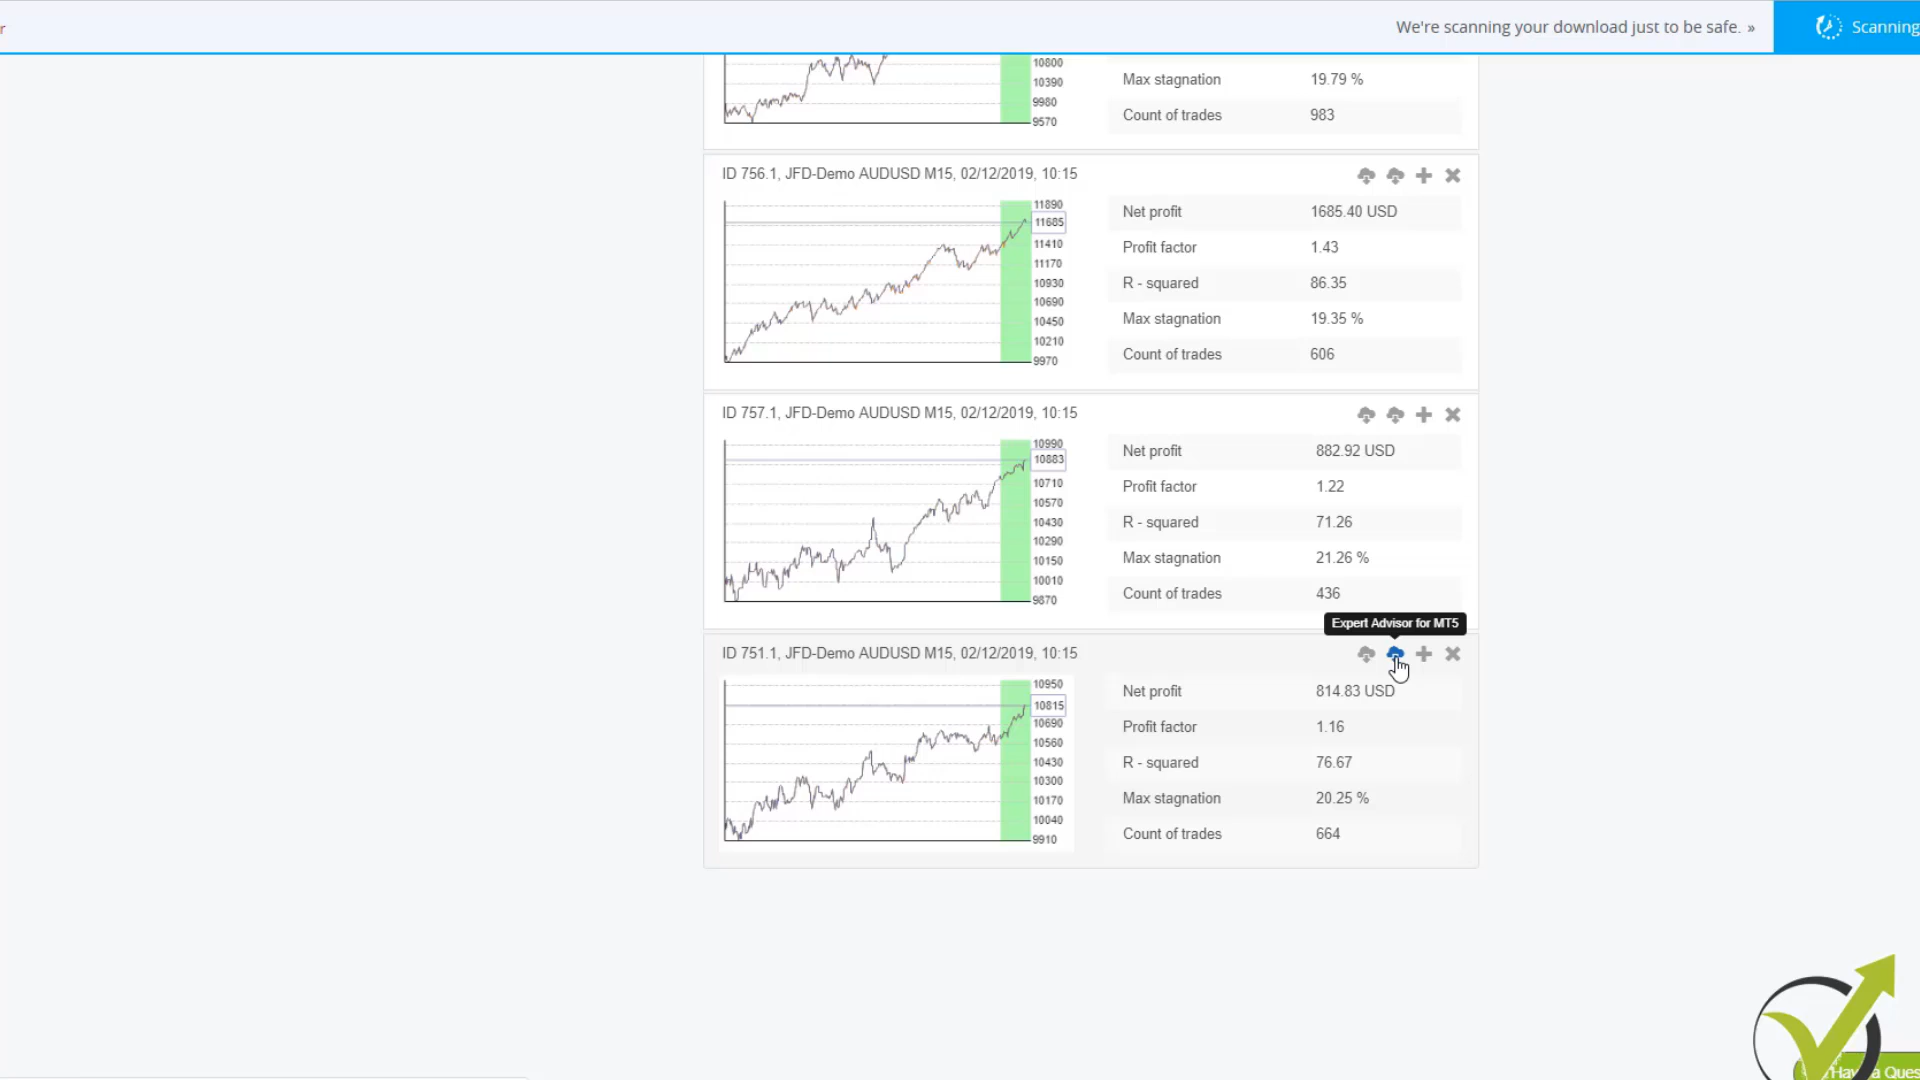 r
We're scanning your download just to be safe. »
Scanning
10800
10390
9980
9570
Max stagnation 19.79 %
Count of trades 983
ID 756.1, JFD-Demo AUDUSD M15, 02/12/2019, 10:15
11890
11685
11410
11170
10930
10690
10450
10210
9970
Net profit 1685.40 USD
Profit factor 1.43
R - squared 86.35
Max stagnation 19.35 %
Count of trades 606
ID 757.1, JFD-Demo AUDUSD M15, 02/12/2019, 10:15
10990
10883
10710
10570
10430
10290
10150
10010
9870
Net profit 882.92 USD
Profit factor 1.22
R - squared 71.26
Max stagnation 21.26 %
Count of trades 436
Expert Advisor for MT5
ID 751.1, JFD-Demo AUDUSD M15, 02/12/2019, 10:15
10950
10815
10690
10560
10430
10300
10170
10040
9910
Net profit 814.83 USD
Profit factor 1.16
R - squared 76.67
Max stagnation 20.25 %
Count of trades 664